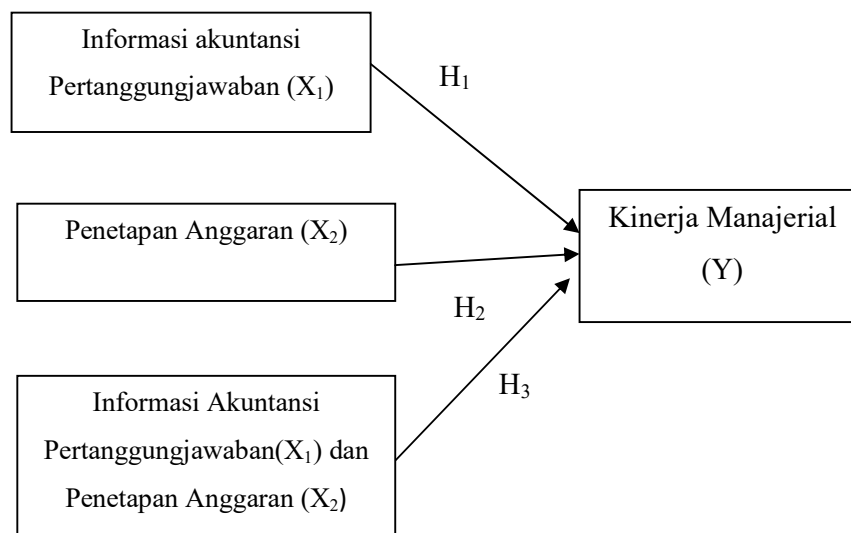 Informasi akuntansi
Pertanggungjawaban (X₁)
H₁
Penetapan Anggaran (X₂)
Kinerja Manajerial
(Y)
H₂
H₃
Informasi Akuntansi
Pertanggungjawaban(X₁) dan
Penetapan Anggaran (X₂)